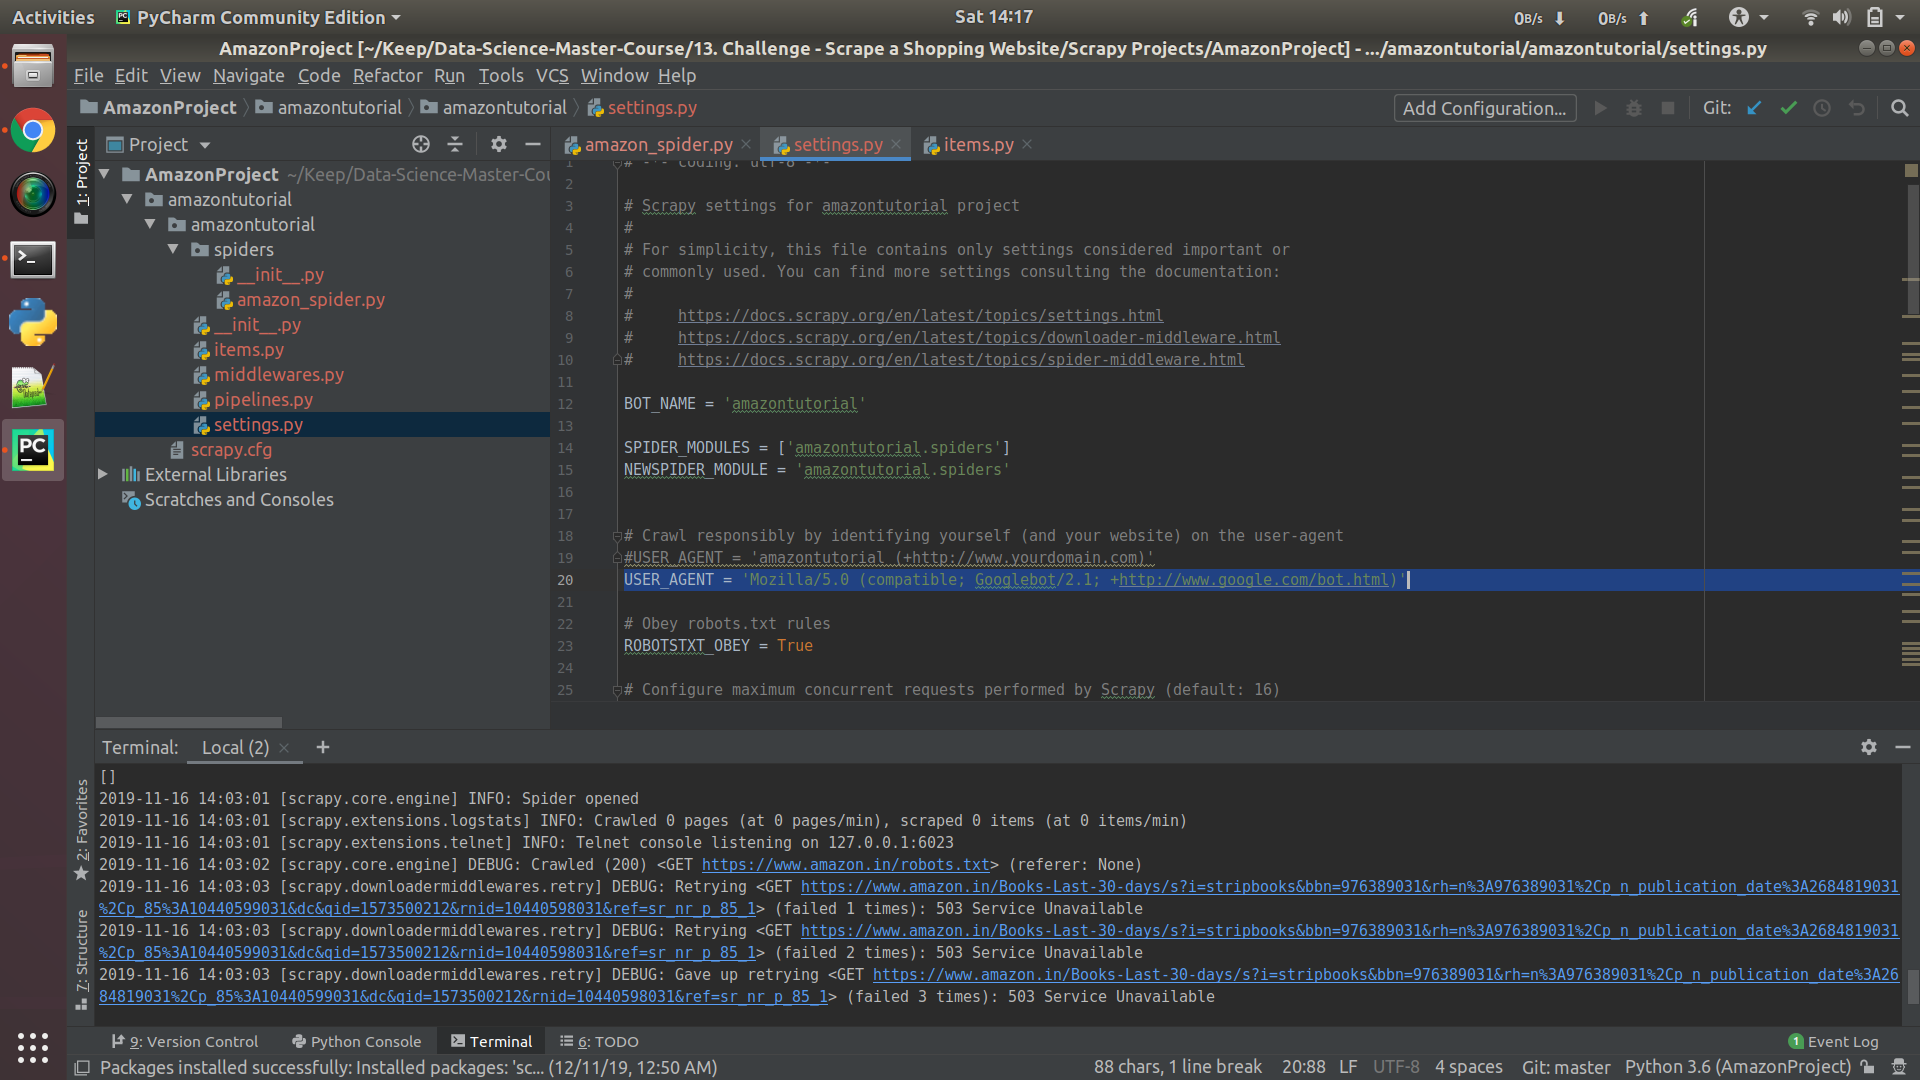 Activities PyCharm Community Edition Sat 14:17 0B/s 0B/s
AmazonProject [~/Keep/Data-Science-Master-Course/13. Challenge - Scrape a Shopping Website/Scrapy Projects/AmazonProject] - .../amazontutorial/amazontutorial/settings.py
File Edit View Navigate Code Refactor Run Tools VCS Window Help
AmazonProject amazontutorial amazontutorial settings.py Add Configuration... Git:
1: Project
Project
AmazonProject ~/Keep/Data-Science-Master-Cou
amazontutorial
amazontutorial
spiders
__init__.py
amazon_spider.py
__init__.py
items.py
middlewares.py
pipelines.py
settings.py
scrapy.cfg
External Libraries
Scratches and Consoles
amazon_spider.py settings.py items.py
1 # -*- coding: utf-8 -*-
2
3 # Scrapy settings for amazontutorial project
4 #
5 # For simplicity, this file contains only settings considered important or
6 # commonly used. You can find more settings consulting the documentation:
7 #
8 # https://docs.scrapy.org/en/latest/topics/settings.html
9 # https://docs.scrapy.org/en/latest/topics/downloader-middleware.html
10 # https://docs.scrapy.org/en/latest/topics/spider-middleware.html
11
12 BOT_NAME = 'amazontutorial'
13
14 SPIDER_MODULES = ['amazontutorial.spiders']
15 NEWSPIDER_MODULE = 'amazontutorial.spiders'
16
17
18 # Crawl responsibly by identifying yourself (and your website) on the user-agent
19 #USER_AGENT = 'amazontutorial (+http://www.yourdomain.com)'
20 USER_AGENT = 'Mozilla/5.0 (compatible; Googlebot/2.1; +http://www.google.com/bot.html)'
21
22 # Obey robots.txt rules
23 ROBOTSTXT_OBEY = True
24
25 # Configure maximum concurrent requests performed by Scrapy (default: 16)
Terminal: Local (2) +
2: Favorites
7: Structure
[]
2019-11-16 14:03:01 [scrapy.core.engine] INFO: Spider opened
2019-11-16 14:03:01 [scrapy.extensions.logstats] INFO: Crawled 0 pages (at 0 pages/min), scraped 0 items (at 0 items/min)
2019-11-16 14:03:01 [scrapy.extensions.telnet] INFO: Telnet console listening on 127.0.0.1:6023
2019-11-16 14:03:02 [scrapy.core.engine] DEBUG: Crawled (200) <GET https://www.amazon.in/robots.txt> (referer: None)
2019-11-16 14:03:03 [scrapy.downloadermiddlewares.retry] DEBUG: Retrying <GET https://www.amazon.in/Books-Last-30-days/s?i=stripbooks&bbn=976389031&rh=n%3A976389031%2Cp_n_publication_date%3A2684819031
%2Cp_85%3A10440599031&dc&qid=1573500212&rnid=10440598031&ref=sr_nr_p_85_1> (failed 1 times): 503 Service Unavailable
2019-11-16 14:03:03 [scrapy.downloadermiddlewares.retry] DEBUG: Retrying <GET https://www.amazon.in/Books-Last-30-days/s?i=stripbooks&bbn=976389031&rh=n%3A976389031%2Cp_n_publication_date%3A2684819031
%2Cp_85%3A10440599031&dc&qid=1573500212&rnid=10440598031&ref=sr_nr_p_85_1> (failed 2 times): 503 Service Unavailable
2019-11-16 14:03:03 [scrapy.downloadermiddlewares.retry] DEBUG: Gave up retrying <GET https://www.amazon.in/Books-Last-30-days/s?i=stripbooks&bbn=976389031&rh=n%3A976389031%2Cp_n_publication_date%3A26
84819031%2Cp_85%3A10440599031&dc&qid=1573500212&rnid=10440598031&ref=sr_nr_p_85_1> (failed 3 times): 503 Service Unavailable
9: Version Control Python Console Terminal 6: TODO 1 Event Log
Packages installed successfully: Installed packages: 'sc... (12/11/19, 12:50 AM) 88 chars, 1 line break 20:88 LF UTF-8 4 spaces Git: master Python 3.6 (AmazonProject)